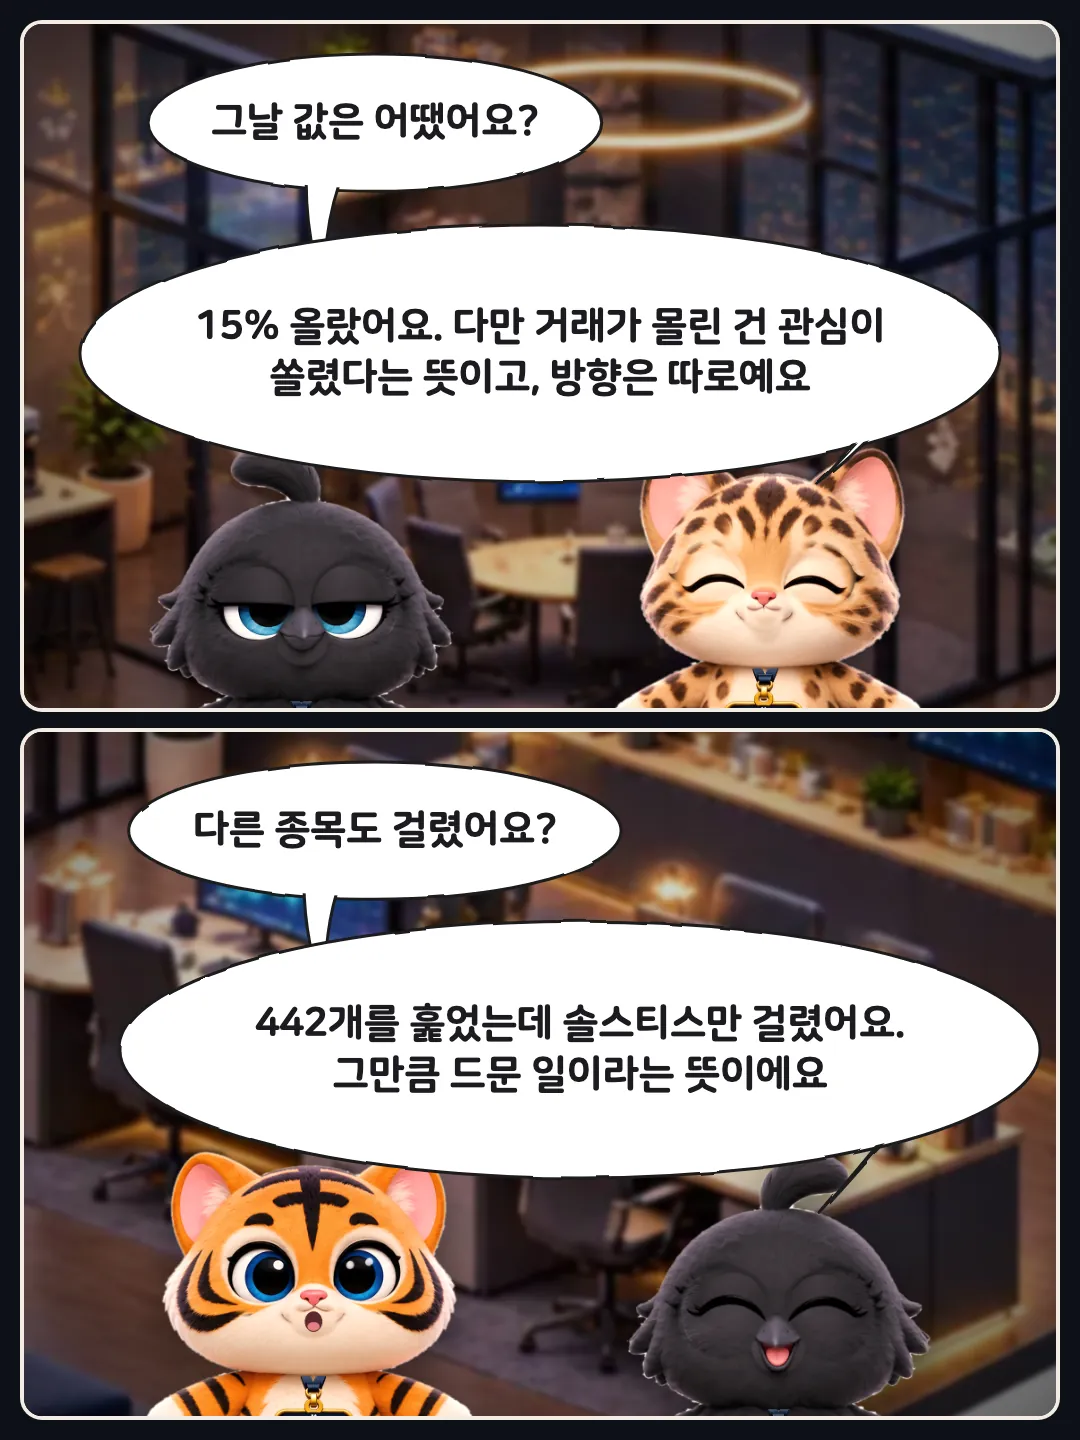 그날 값은 어땠어요?
15% 올랐어요. 다만 거래가 몰린 건 관심이
쏠렸다는 뜻이고, 방향은 따로예요
다른 종목도 걸렸어요?
442개를 훑었는데 솔스티스만 걸렸어요.
그만큼 드문 일이라는 뜻이에요